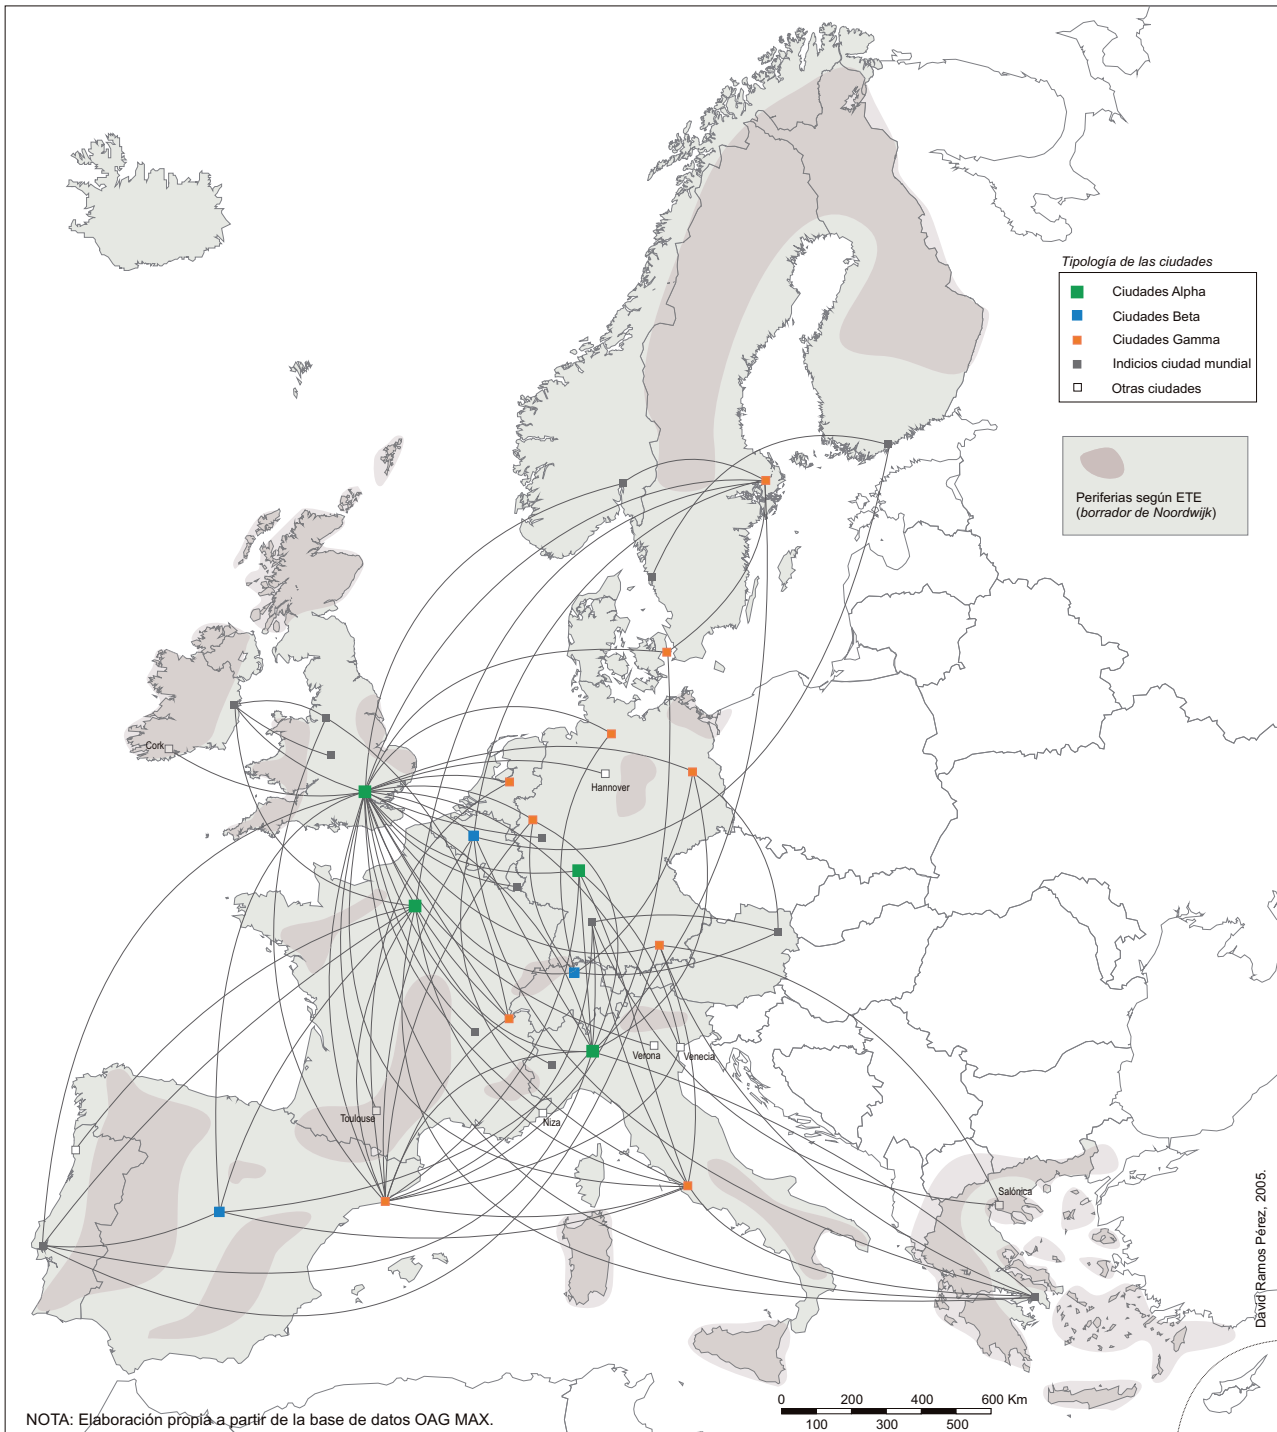 Tipología de las ciudades
Ciudades Alpha
Ciudades Beta
Ciudades Gamma
Indicios ciudad mundial
Otras ciudades
Periferias según ETE
(borrador de Noordwijk)
Cork
Hannover
Verona
Venecia
Toulouse
Niza
Salónica
David Ramos Pérez, 2005.
0 200 400 600 Km
100 300 500
NOTA: Elaboración propia a partir de la base de datos OAG MAX.